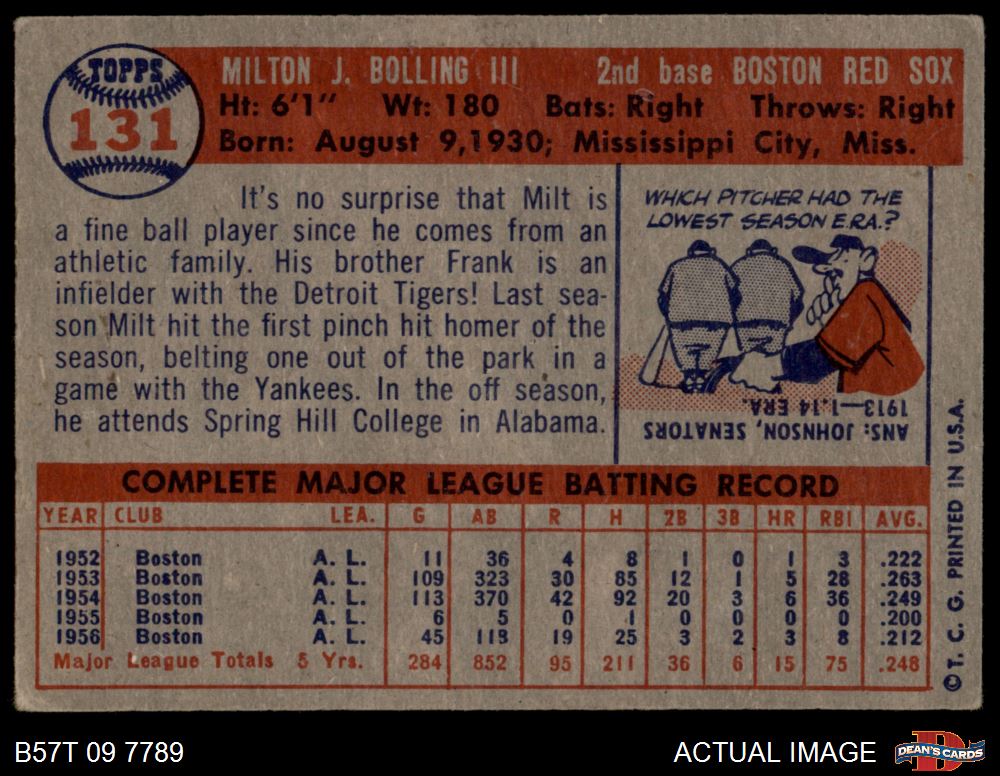 TOPPS
131
MILTON J. BOLLING III 2nd base BOSTON RED SOX
Ht: 6'1" Wt: 180 Bats: Right Throws: Right
Born: August 9, 1930; Mississippi City, Miss.
It's no surprise that Milt is
a fine ball player since he comes from an
athletic family. His brother Frank is an
infielder with the Detroit Tigers! Last sea-
son Milt hit the first pinch hit homer of the
season, belting one out of the park in a
game with the Yankees. In the off season,
he attends Spring Hill College in Alabama.
WHICH PITCHER HAD THE
LOWEST SEASON E.R.A.?
ANS: JOHNSON, SENATORS
1913—1.14 ERA.
COMPLETE MAJOR LEAGUE BATTING RECORD
YEAR CLUB LEA. G AB R H 2B 3B HR RBI AVG.
1952 Boston A. L. 11 36 4 8 1 0 1 3 .222
1953 Boston A. L. 109 323 30 85 12 1 5 28 .263
1954 Boston A. L. 113 370 42 92 20 3 6 36 .249
1955 Boston A. L. 6 5 0 1 0 0 0 0 .200
1956 Boston A. L. 45 118 19 25 3 2 3 8 .212
Major League Totals 5 Yrs. 284 852 95 211 36 6 15 75 .248
© T. C. G. PRINTED IN U.S.A.
B57T 09 7789
ACTUAL IMAGE
DEAN'S CARDS